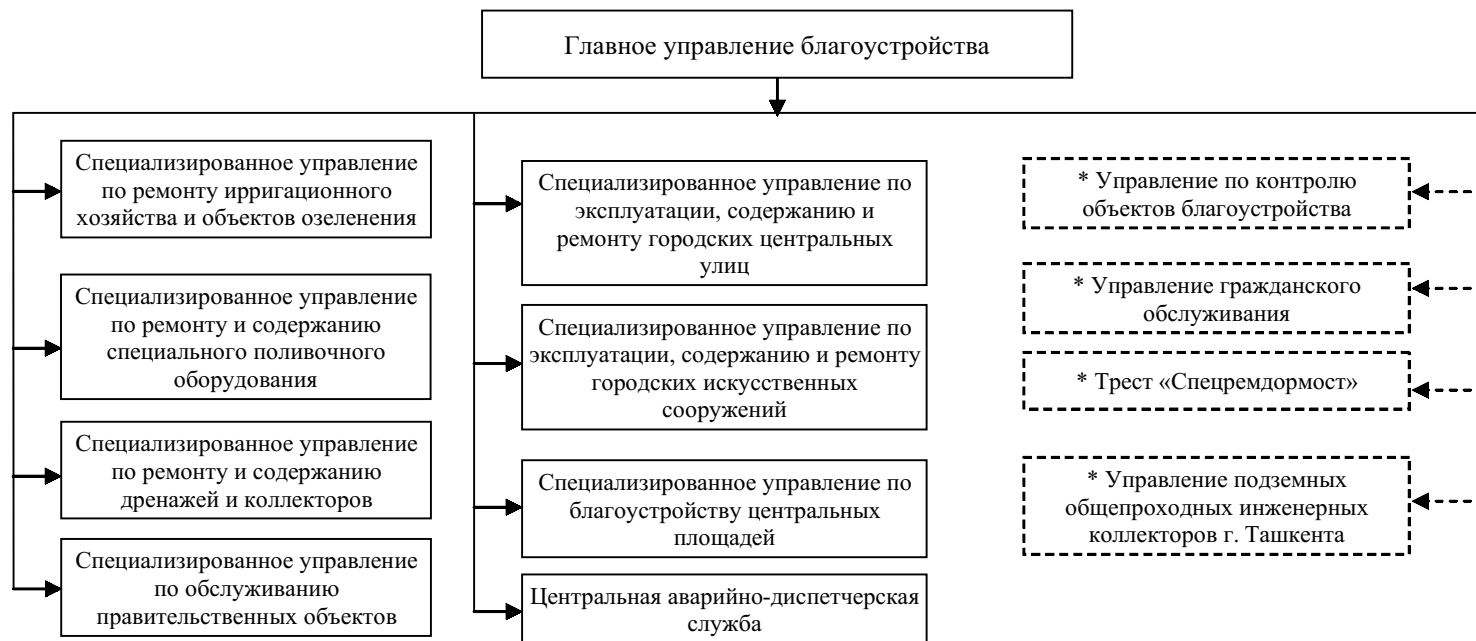 Главное управление благоустройства
Специализированное управление
по ремонту ирригационного
хозяйства и объектов озеленения
Специализированное управление
по ремонту и содержанию
специального поливочного
оборудования
Специализированное управление
по ремонту и содержанию
дренажей и коллекторов
Специализированное управление
по обслуживанию
правительственных объектов
Специализированное управление по
эксплуатации, содержанию и
ремонту городских центральных
улиц
Специализированное управление по
эксплуатации, содержанию и ремонту
городских искусственных
сооружений
Специализированное управление по
благоустройству центральных
площадей
Центральная аварийно-диспетчерская
служба
* Управление по контролю
объектов благоустройства
* Управление гражданского
обслуживания
* Трест «Спецремдормост»
* Управление подземных
общепроходных инженерных
коллекторов г. Ташкента